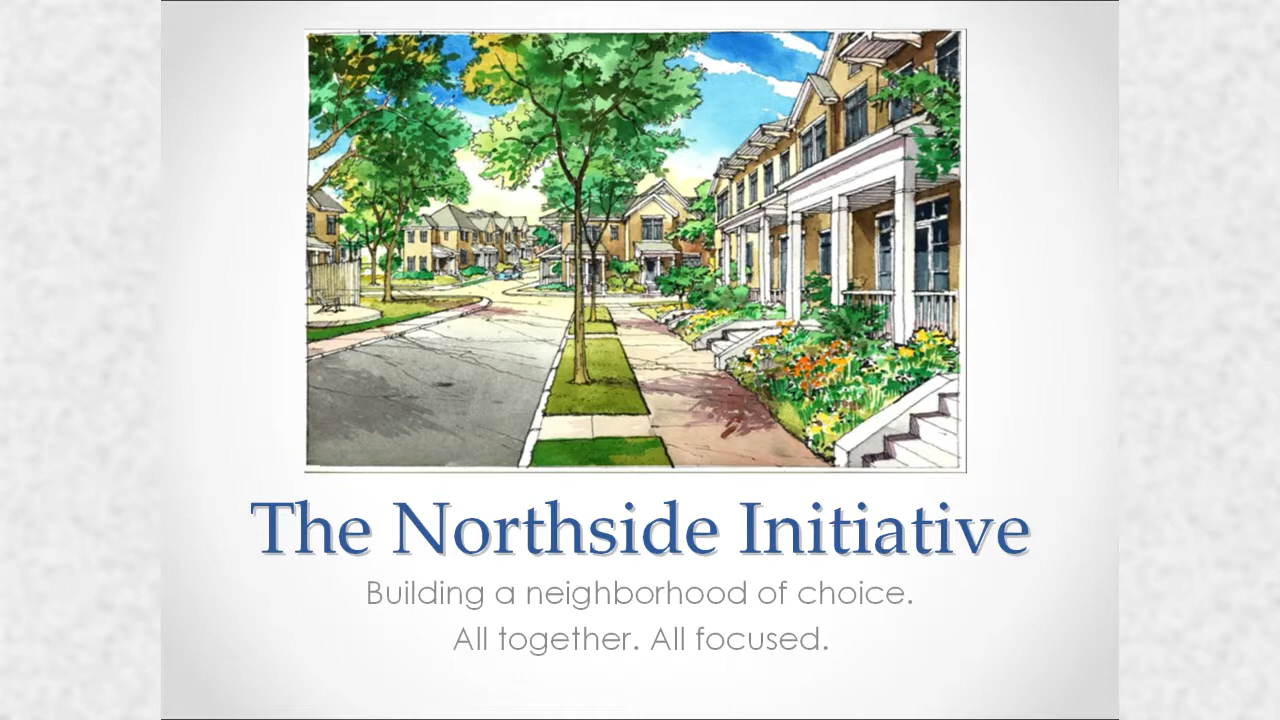 The Northside Initiative
Building a neighborhood of choice.
All together. All focused.